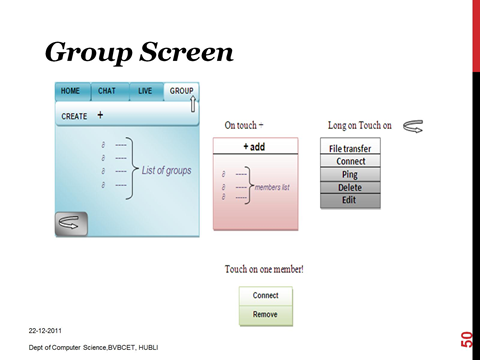 Group Screen
HOME CHAT LIVE GROUP
CREATE +
List of groups
On touch +
+ add
members list
Long on Touch on
File transfer
Connect
Ping
Delete
Edit
Touch on one member!
Connect
Remove
22-12-2011
Dept of Computer Science,BVBCET, HUBLI
50